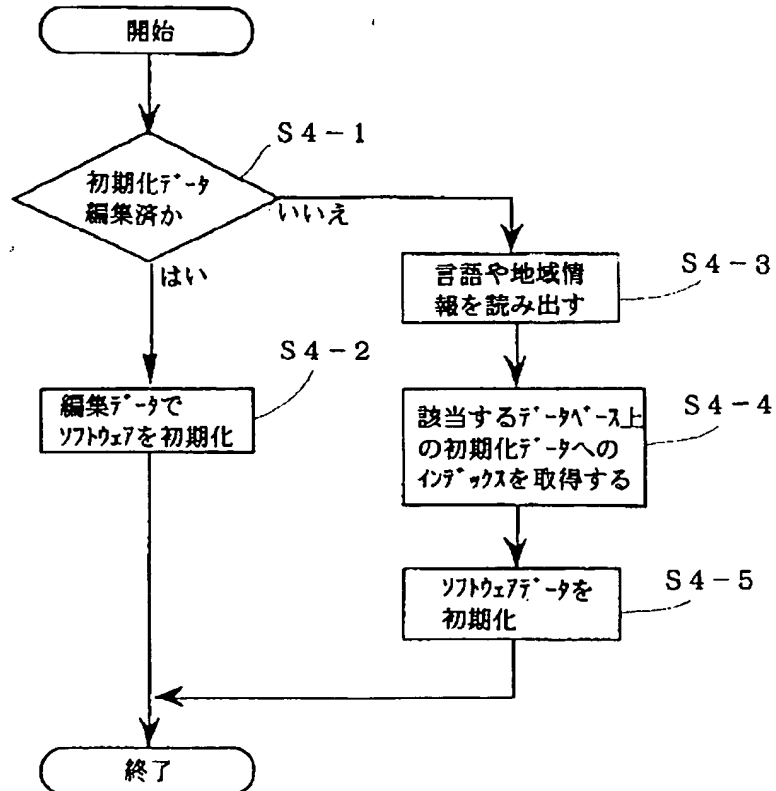 開始
S4-1
初期化ﾃﾞｰﾀ
編集済か
いいえ
はい
S4-2
編集ﾃﾞｰﾀで
ｿﾌﾄｳｪｱを初期化
S4-3
言語や地域情
報を読み出す
S4-4
該当するﾃﾞｰﾀﾍﾞｰｽ上
の初期化ﾃﾞｰﾀへの
ｲﾝﾃﾞｯｸｽを取得する
S4-5
ｿﾌﾄｳｪｱﾃﾞｰﾀを
初期化
終了